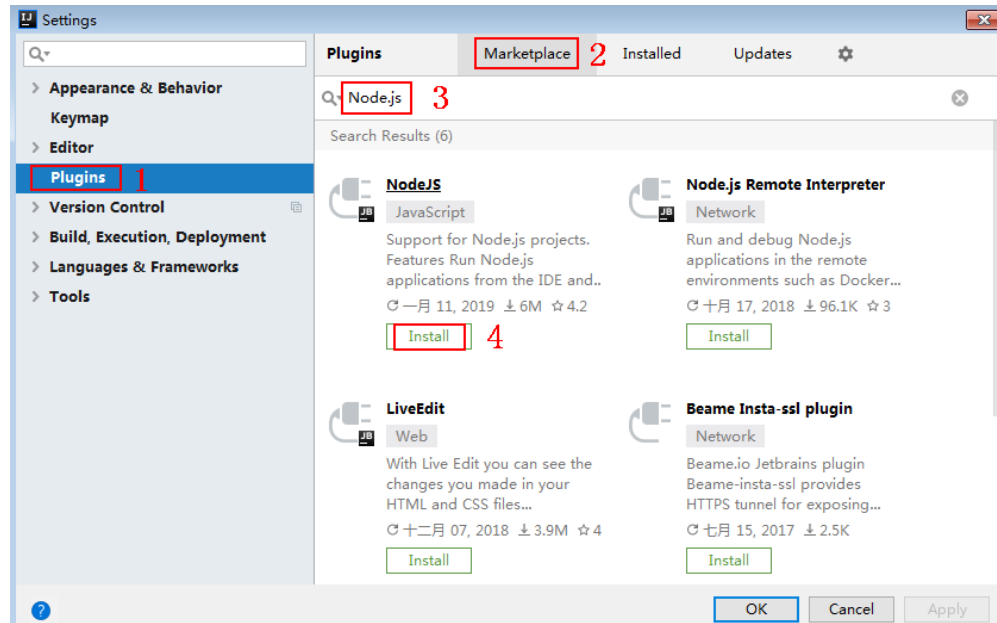 Settings
Appearance & Behavior
Keymap
Editor
Plugins 1
Version Control
Build, Execution, Deployment
Languages & Frameworks
Tools
Plugins Marketplace 2 Installed Updates
Node.js 3
Search Results (6)
NodeJS
JavaScript
Support for Node.js projects.
Features Run Node.js
applications from the IDE and..
一月 11, 2019 6M 4.2
Install 4
Node.js Remote Interpreter
Network
Run and debug Node.js
applications in the remote
environments such as Docker...
十月 17, 2018 96.1K 3
Install
LiveEdit
Web
With Live Edit you can see the
changes you made in your
HTML and CSS files...
十二月 07, 2018 3.9M 4
Install
Beame Insta-ssl plugin
Network
Beame.io Jetbrains plugin
Beame-insta-ssl provides
HTTPS tunnel for exposing...
七月 15, 2017 2.5K
Install
? OK Cancel Apply